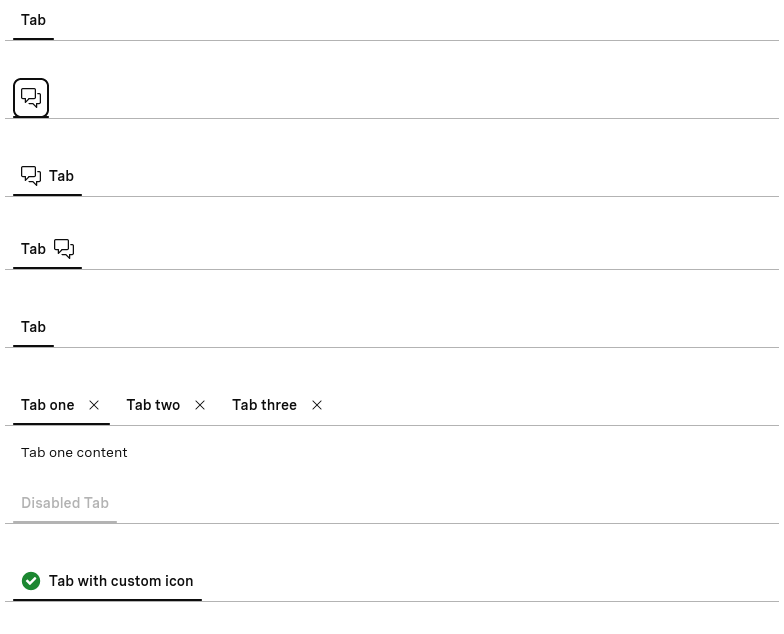 Tab
Tab
Tab
Tab
Tab one Tab two Tab three
Tab one content
Disabled Tab
Tab with custom icon